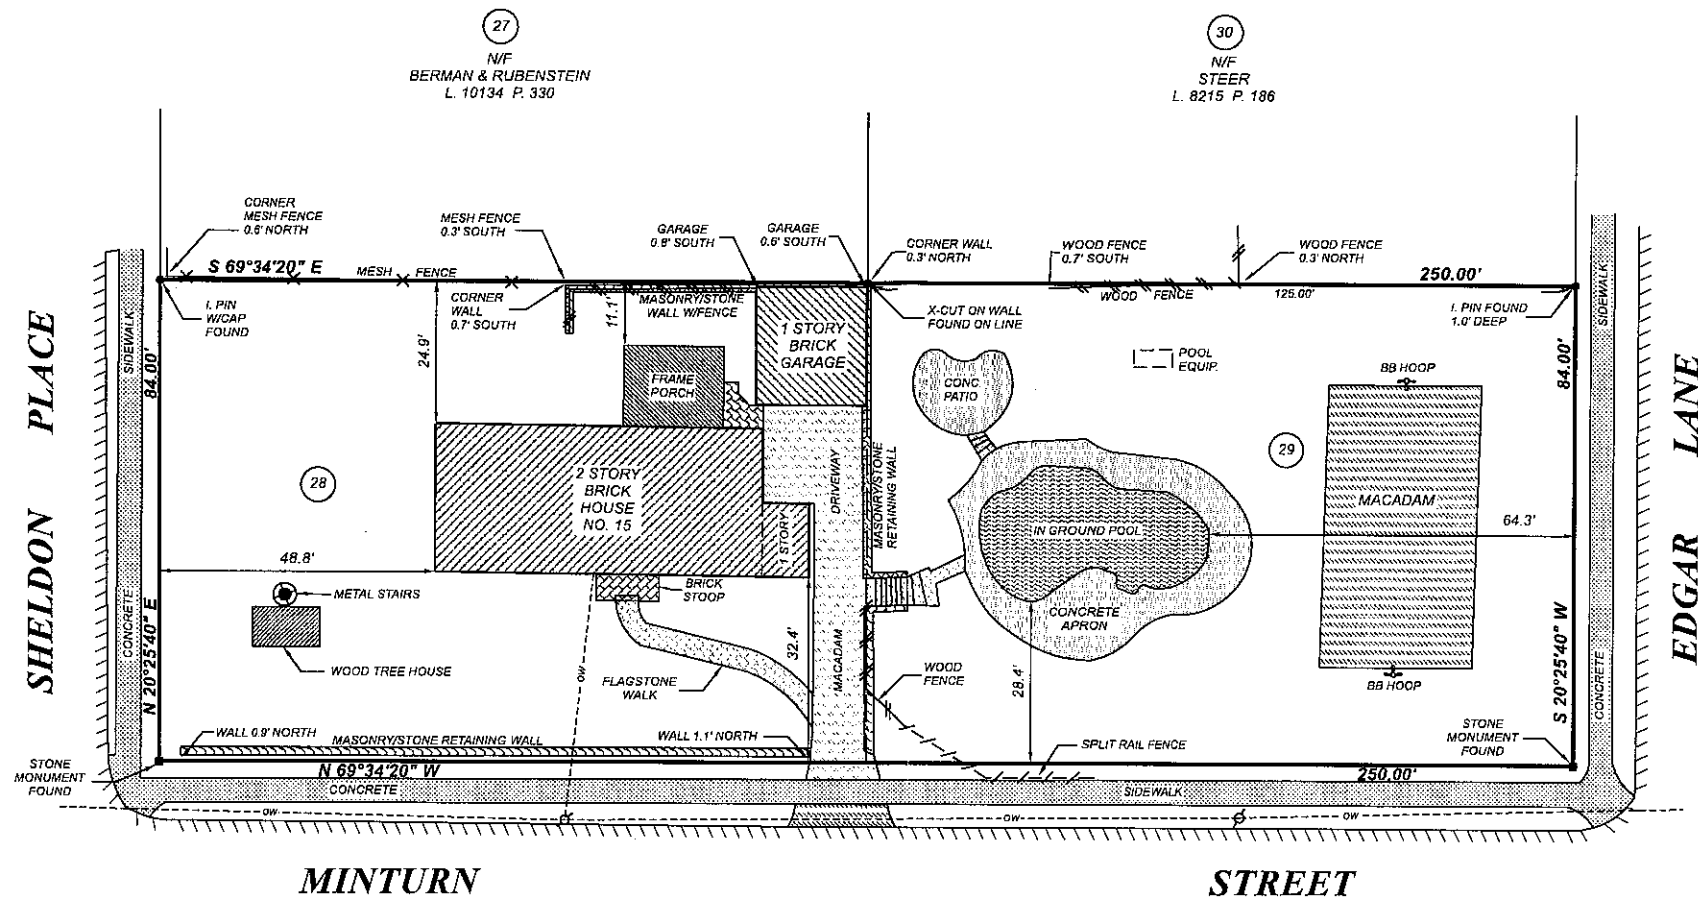 27
N/F
BERMAN & RUBENSTEIN
L. 10134 P. 330
30
N/F
STEER
L. 8215 P. 186
CORNER
MESH FENCE
0.6' NORTH
MESH FENCE
0.3' SOUTH
GARAGE
0.8' SOUTH
GARAGE
0.6' SOUTH
CORNER WALL
0.3' NORTH
WOOD FENCE
0.7' SOUTH
WOOD FENCE
0.3' NORTH
S 69°34'20" E
MESH FENCE
250.00'
WOOD FENCE
125.00'
I. PIN
W/CAP
FOUND
CORNER
WALL
0.7' SOUTH
MASONRY/STONE
WALL W/FENCE
X-CUT ON WALL
FOUND ON LINE
I. PIN FOUND
1.0' DEEP
SIDEWALK
SIDEWALK
84.00'
84.00'
24.9'
11.1'
1 STORY
BRICK
GARAGE
FRAME
PORCH
CONC.
PATIO
POOL
EQUIP.
BB HOOP
SHELDON PLACE
EDGAR LANE
28
29
2 STORY
BRICK
HOUSE
NO. 15
1 STORY
DRIVEWAY
MASONRY/STONE
RETAINING WALL
IN GROUND POOL
MACADAM
64.3'
48.8'
METAL STAIRS
BRICK
STOOP
CONCRETE
APRON
CONCRETE
N 20°25'40" E
WOOD TREE HOUSE
FLAGSTONE
WALK
OW
32.4'
MACADAM
WOOD
FENCE
28.4'
BB HOOP
S 20°25'40" W
CONCRETE
WALL 0.9' NORTH
MASONRY/STONE RETAINING WALL
WALL 1.1' NORTH
SPLIT RAIL FENCE
STONE
MONUMENT
FOUND
STONE
MONUMENT
FOUND
N 69°34'20" W
250.00'
CONCRETE
SIDEWALK
OW
OW
OW
MINTURN STREET